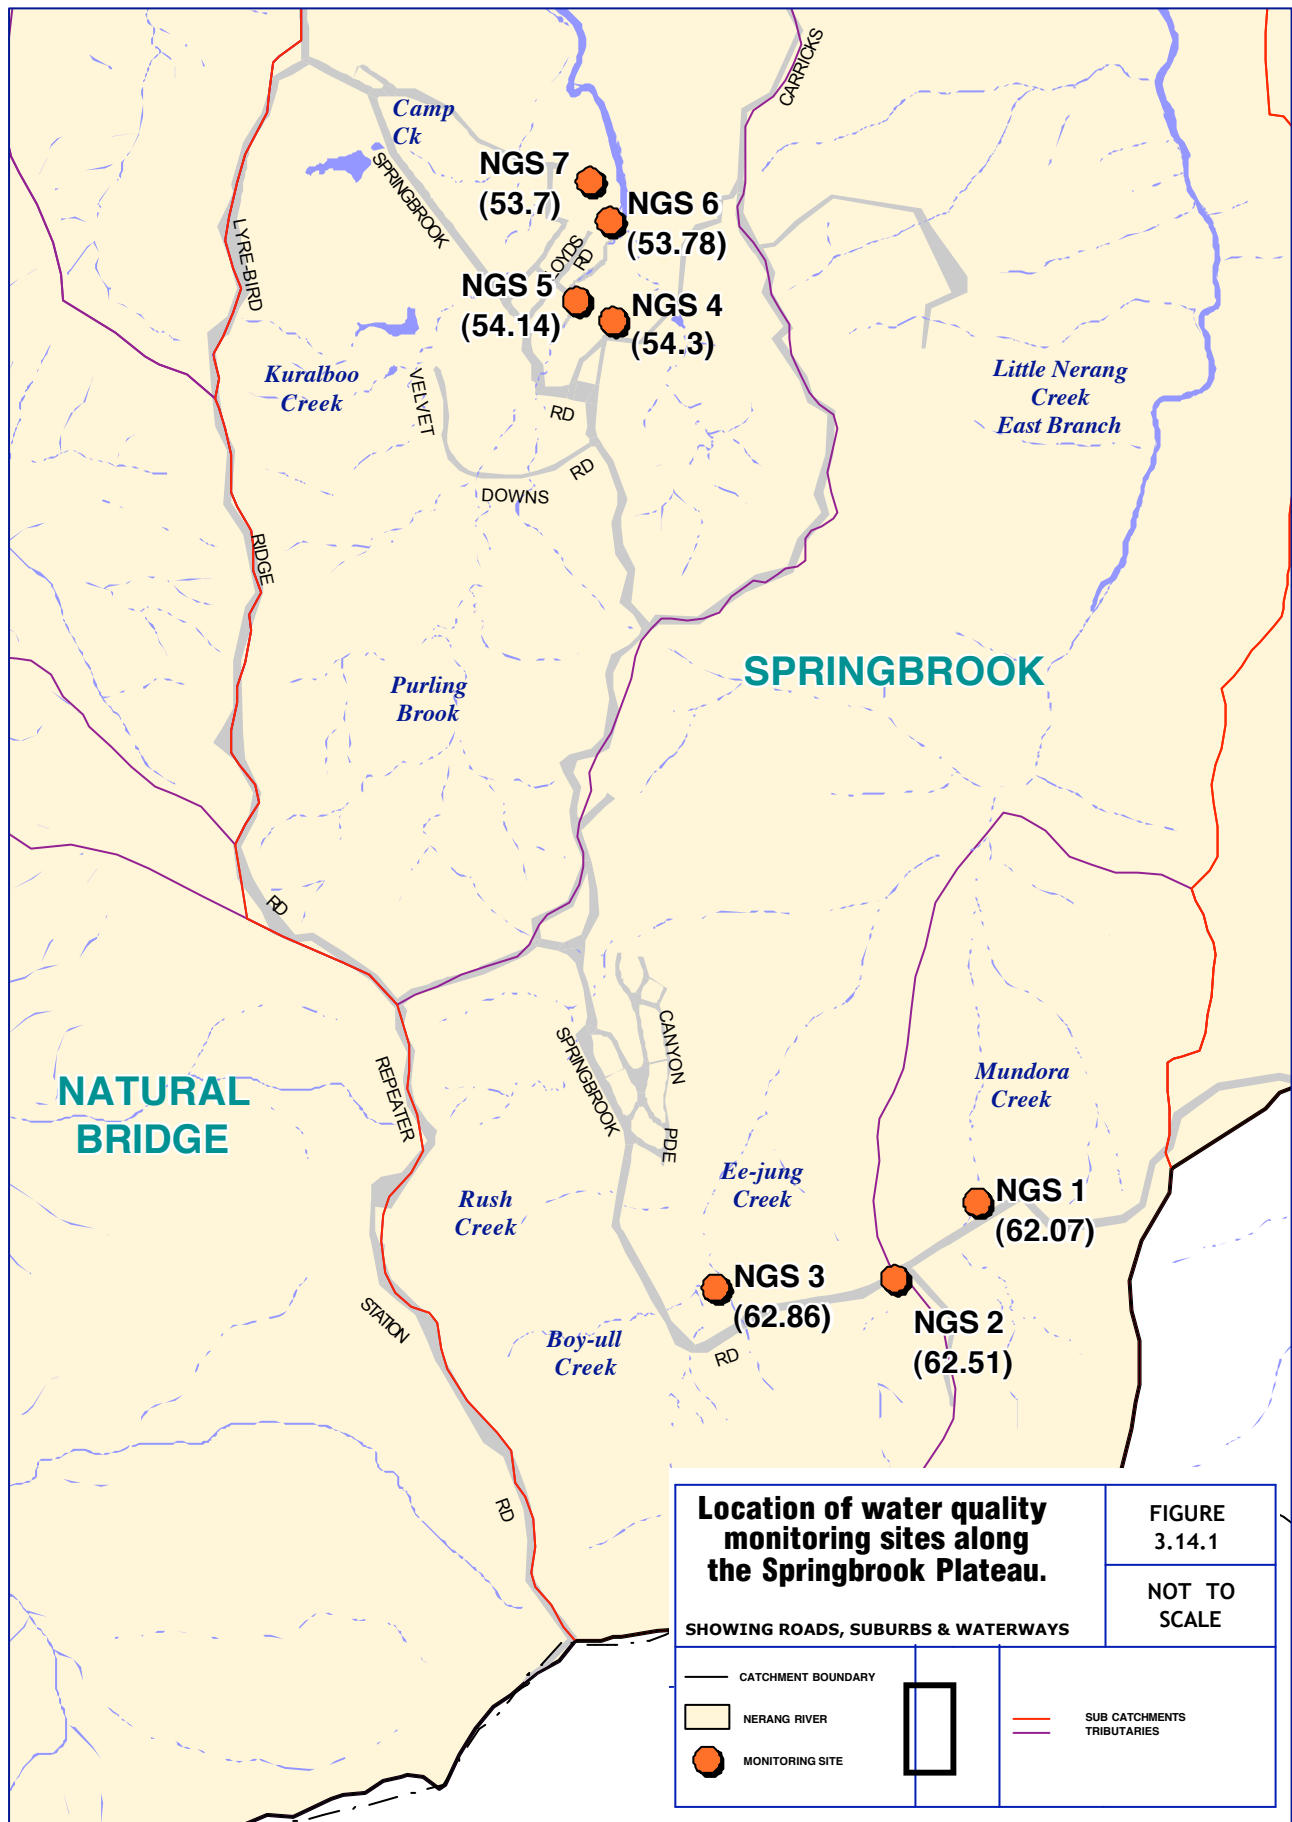 CARRICKS
Camp
Ck
SPRINGBROOK
NGS 7
(53.7)
NGS 6
(53.78)
LYRE-BIRD
RD
NGS 5
(54.14)
NGS 4
(54.3)
Kuralboo
Creek
VELVET
RD
Little Nerang
Creek
East Branch
DOWNS
RD
RIDGE
Purling
Brook
SPRINGBROOK
RD
SPRINGBROOK
CANYON
PDE
NATURAL
BRIDGE
REPEATER
Mundora
Creek
Rush
Creek
Ee-jung
Creek
NGS 1
(62.07)
NGS 3
(62.86)
NGS 2
(62.51)
STATION
Boy-ull
Creek
RD
RD
Location of water quality
monitoring sites along
the Springbrook Plateau.
FIGURE
3.14.1
NOT TO
SCALE
SHOWING ROADS, SUBURBS & WATERWAYS
CATCHMENT BOUNDARY
NERANG RIVER
MONITORING SITE
SUB CATCHMENTS
TRIBUTARIES